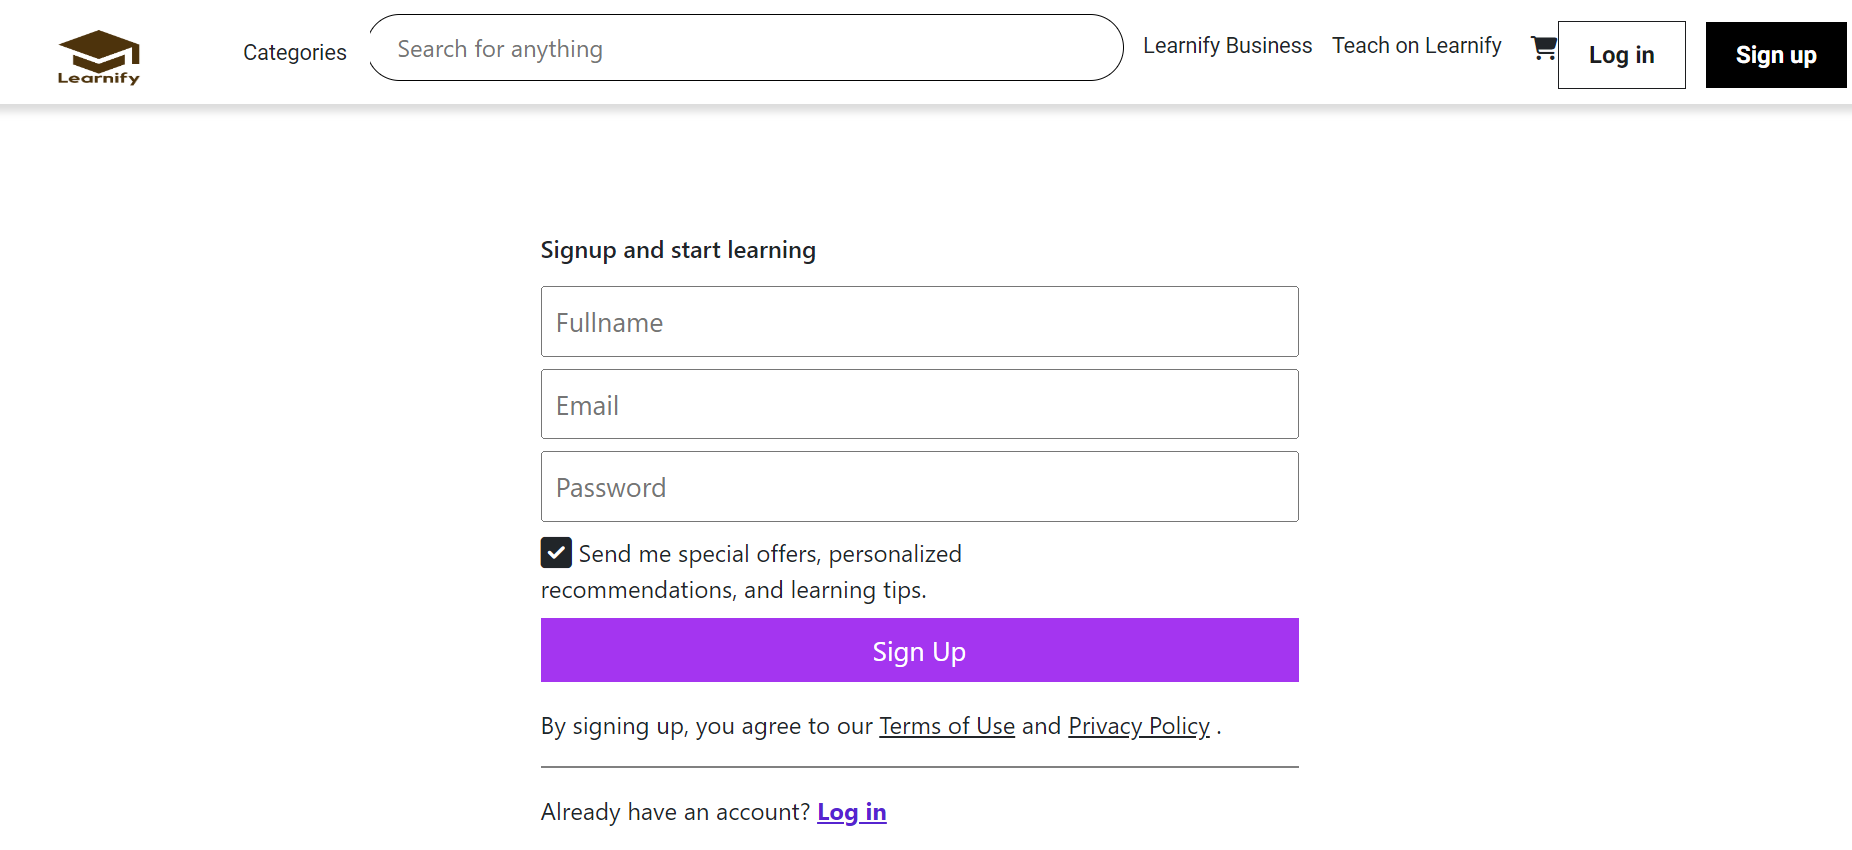 Learnify
Categories
Search for anything
Learnify Business
Teach on Learnify
Log in
Sign up
Signup and start learning
Fullname
Email
Password
Send me special offers, personalized
recommendations, and learning tips.
Sign Up
By signing up, you agree to our Terms of Use and Privacy Policy .
Already have an account? Log in